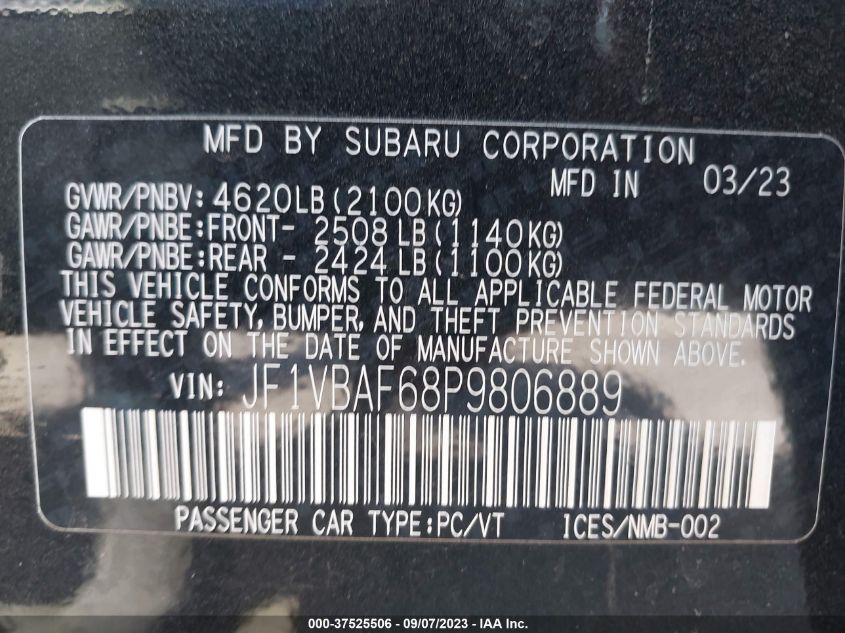 MFD BY SUBARU CORPORATION
MFD IN 03/23
GVWR/PNBV: 4620LB (2100KG)
GAWR/PNBE:FRONT- 2508 LB (1140KG)
GAWR/PNBE:REAR - 2424 LB (1100KG)
THIS VEHICLE CONFORMS TO ALL APPLICABLE FEDERAL MOTOR
VEHICLE SAFETY, BUMPER, AND THEFT PREVENTION STANDARDS
IN EFFECT ON THE DATE OF MANUFACTURE SHOWN ABOVE.
VIN: JF1VBAF68P9806889
PASSENGER CAR TYPE:PC/VT ICES/NMB-002
000-37525506 - 09/07/2023 - IAA Inc.